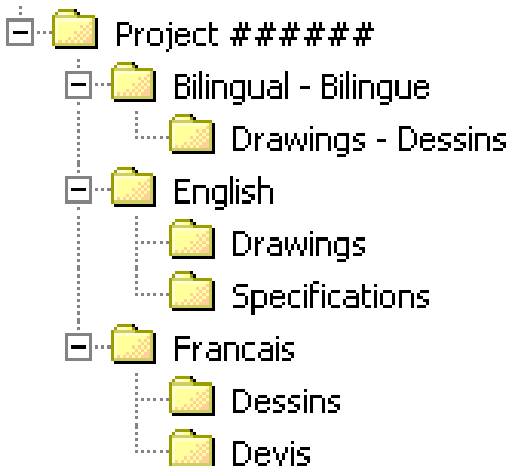 Project ######
Bilingual - Bilingue
Drawings - Dessins
English
Drawings
Specifications
Francais
Dessins
Devis